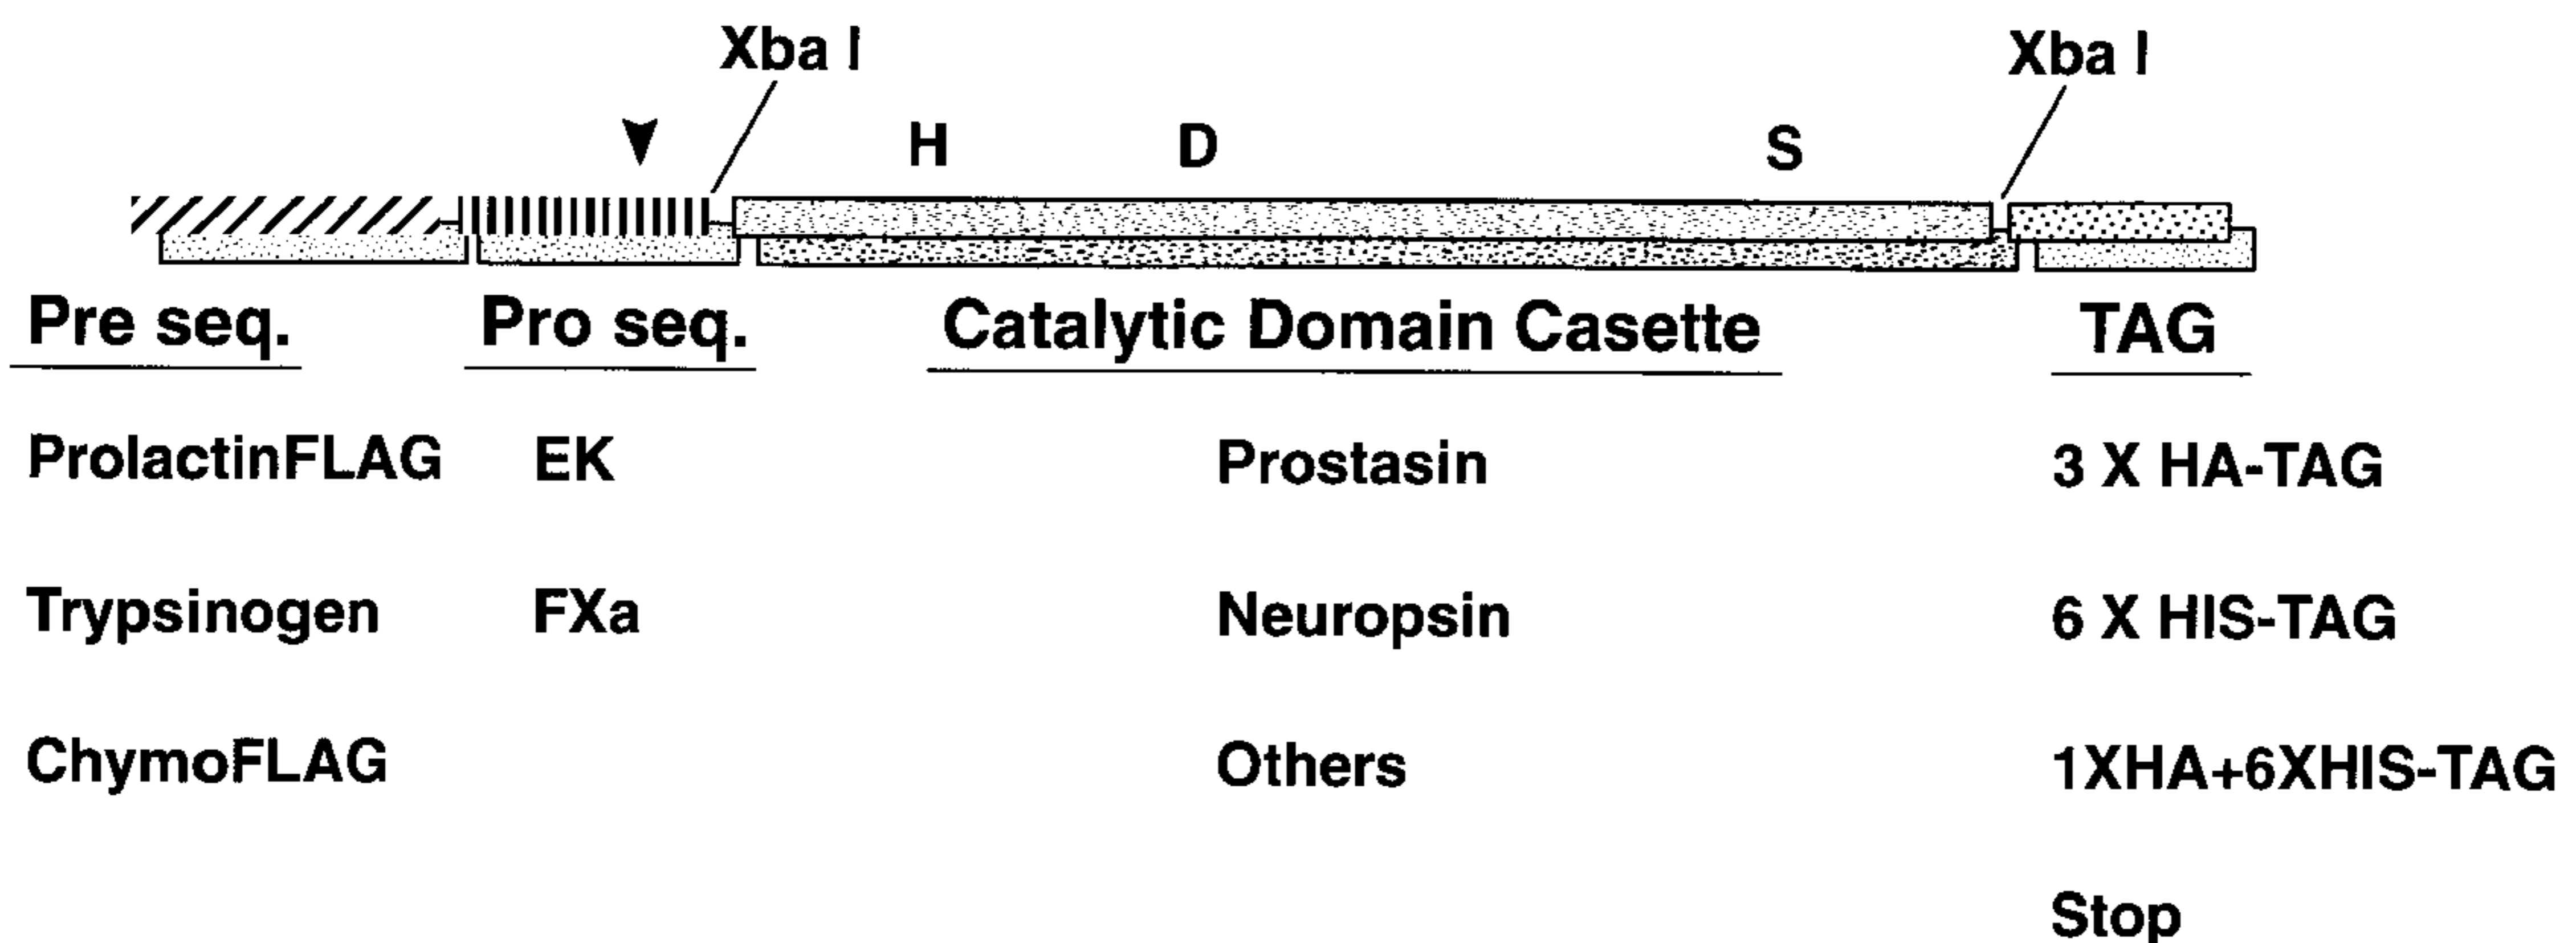 Xba I Xba I
H D S
Pre seq. Pro seq. Catalytic Domain Casette TAG
ProlactinFLAG EK Prostasin 3 X HA-TAG
Trypsinogen FXa Neuropsin 6 X HIS-TAG
ChymoFLAG Others 1XHA+6XHIS-TAG
Stop